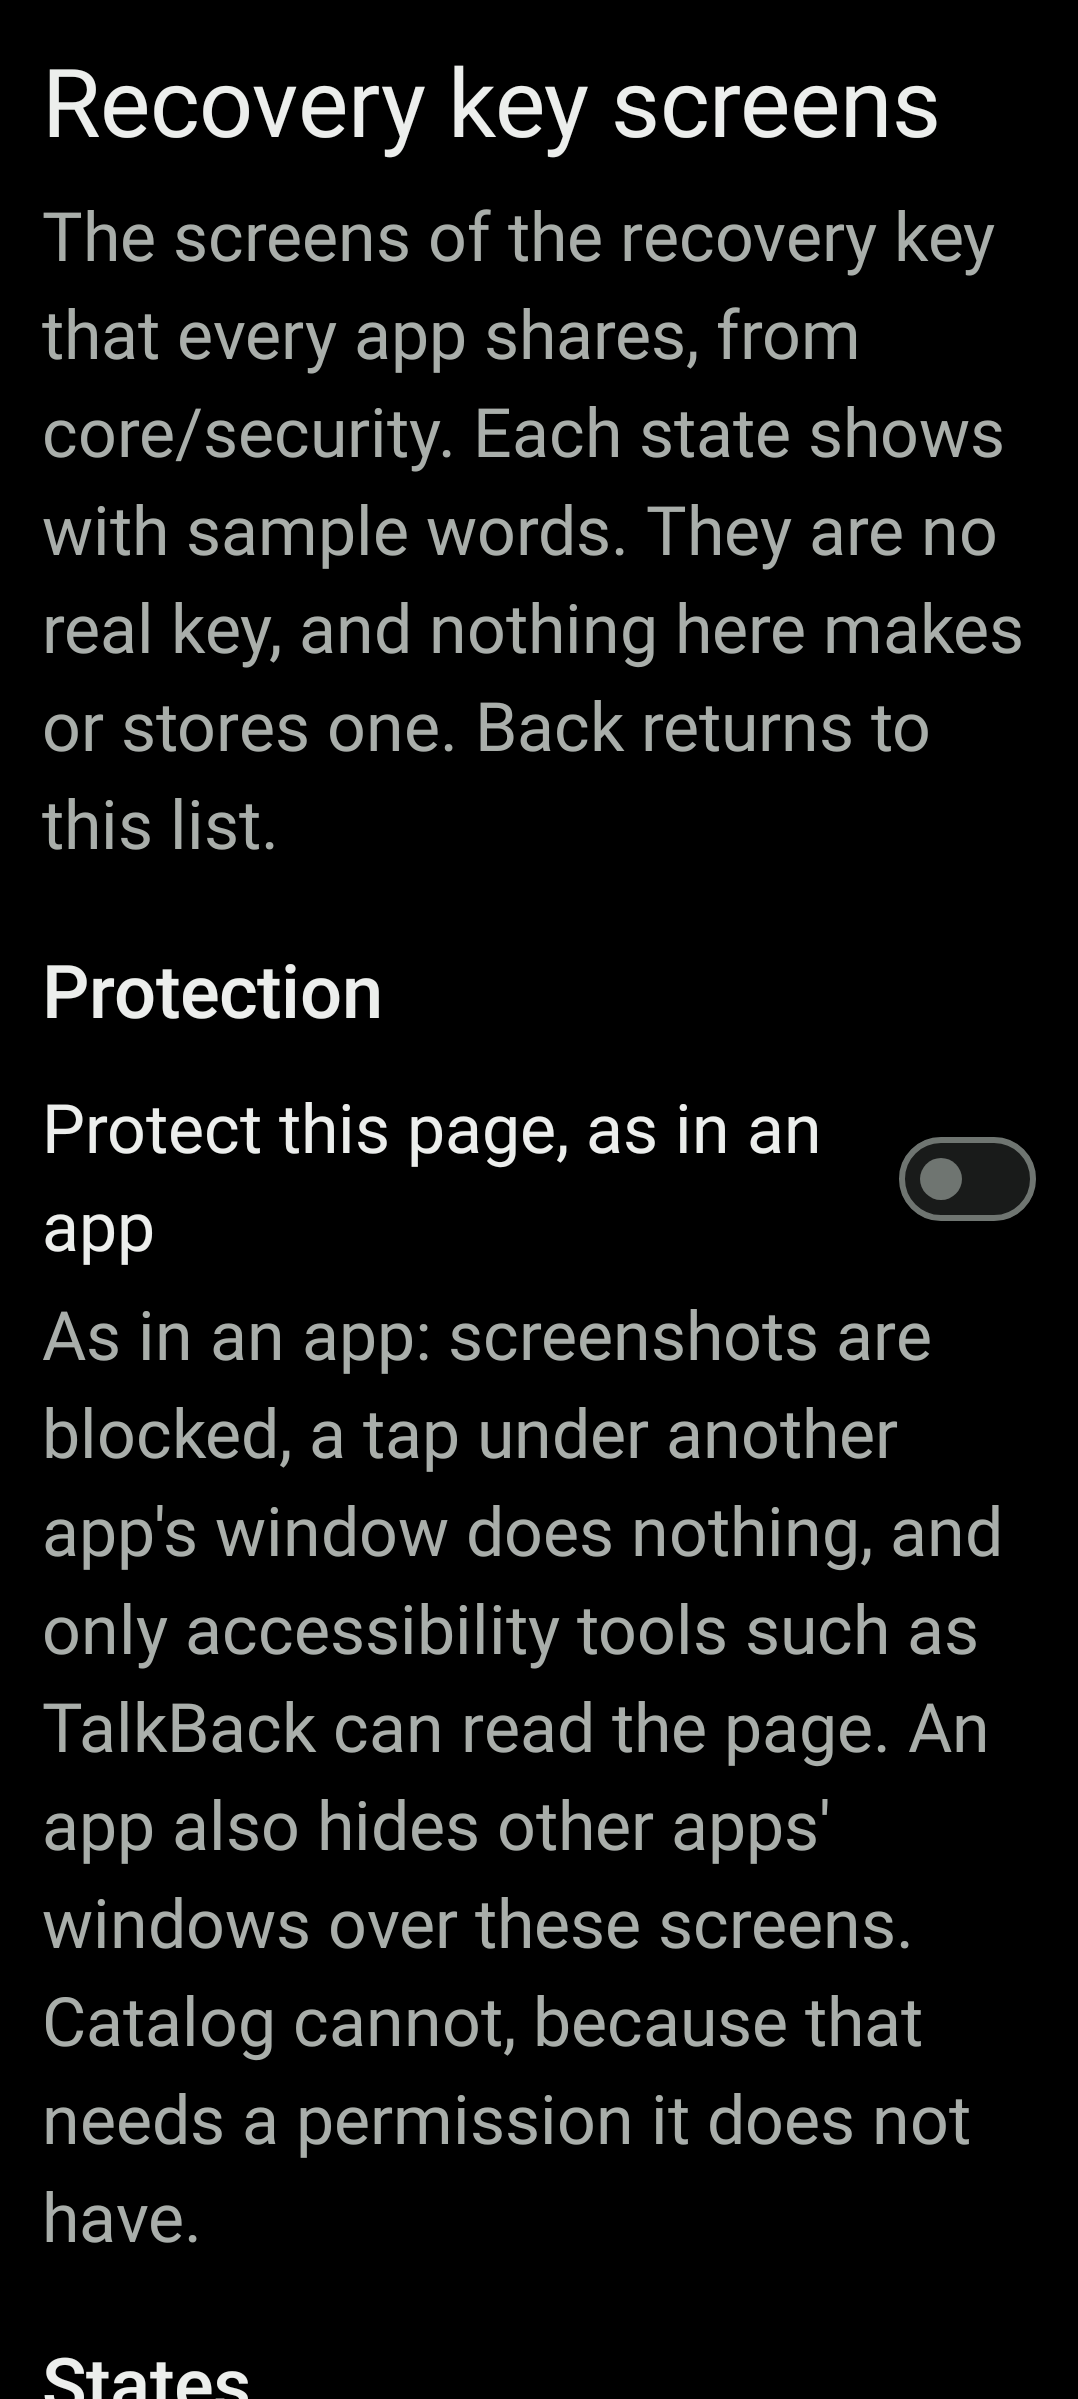 Recovery key screens
The screens of the recovery key
that every app shares, from
core/security. Each state shows
with sample words. They are no
real key, and nothing here makes
or stores one. Back returns to
this list.
Protection
Protect this page, as in an
app
As in an app: screenshots are
blocked, a tap under another
app's window does nothing, and
only accessibility tools such as
TalkBack can read the page. An
app also hides other apps'
windows over these screens.
Catalog cannot, because that
needs a permission it does not
have.
States